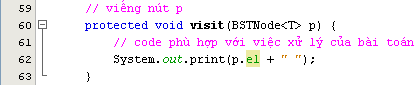 59 // viếng nút p
60 protected void visit(BSTNode<T> p) {
61 // code phù hợp với việc xử lý của bài toán
62 System.out.print(p.el + " ");
63 }